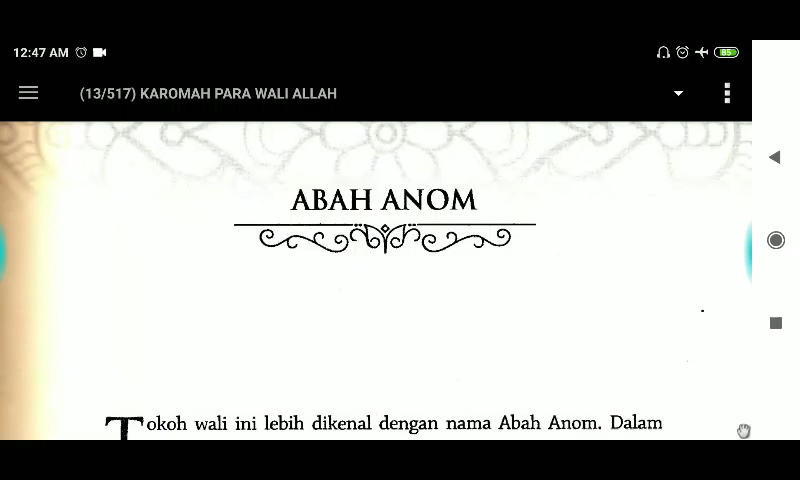 12:47 AM
85
(13/517) KAROMAH PARA WALI ALLAH
ABAH ANOM
Tokoh wali ini lebih dikenal dengan nama Abah Anom. Dalam